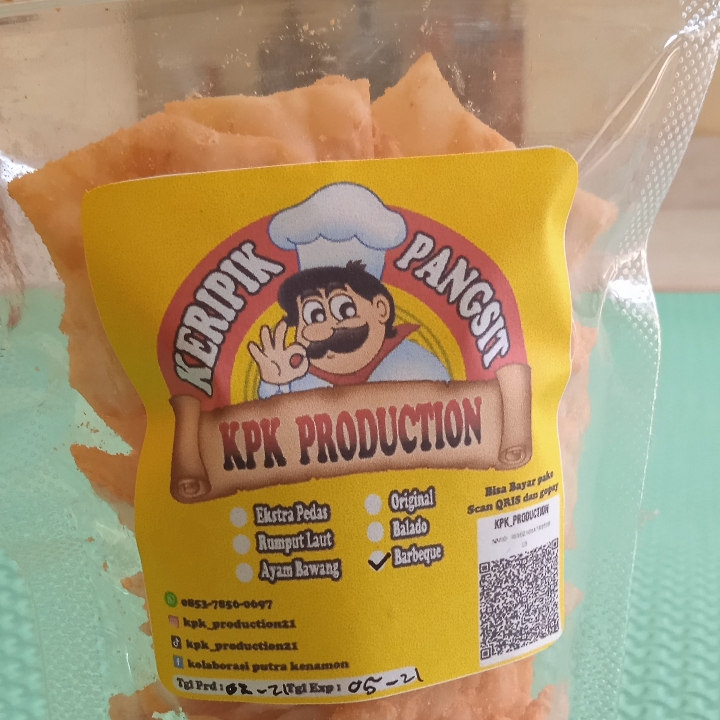 KERIPIK PANGSIT
KPK PRODUCTION
Ekstra Pedas
Rumput Laut
Ayam Bawang
Original
Balado
Barbeque
Bisa Bayar pake
Scan QRIS dan gopay
KPK_PRODUCTION
0853-7856-0697
kpk_production21
kpk_production21
kolaborasi putra kenamon
Tgl Prd : 02-21 Tgl Exp : 05-21